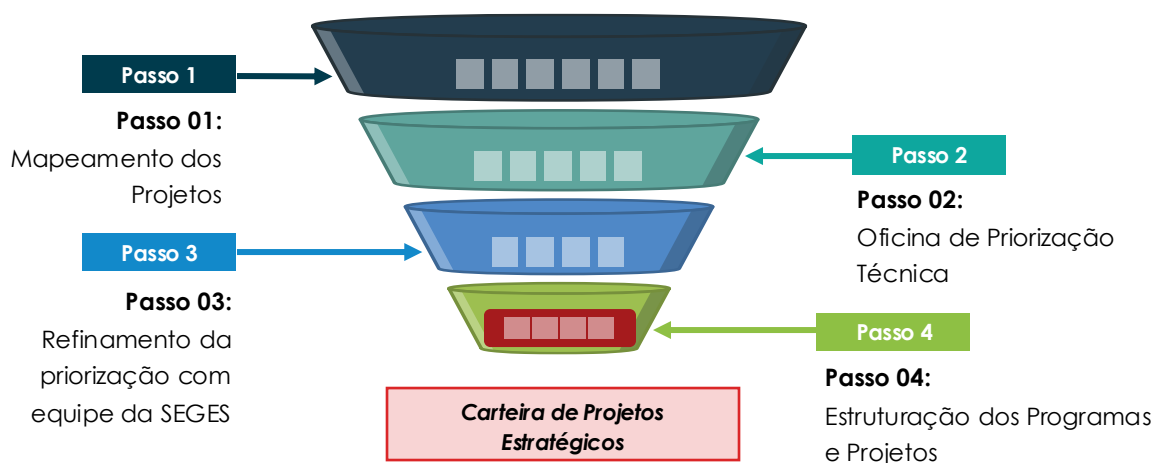 Passo 1
Passo 01:
Mapeamento dos
Projetos
Passo 2
Passo 02:
Oficina de Priorização
Técnica
Passo 3
Passo 03:
Refinamento da
priorização com
equipe da SEGES
Passo 4
Passo 04:
Estruturação dos Programas
e Projetos
Carteira de Projetos
Estratégicos